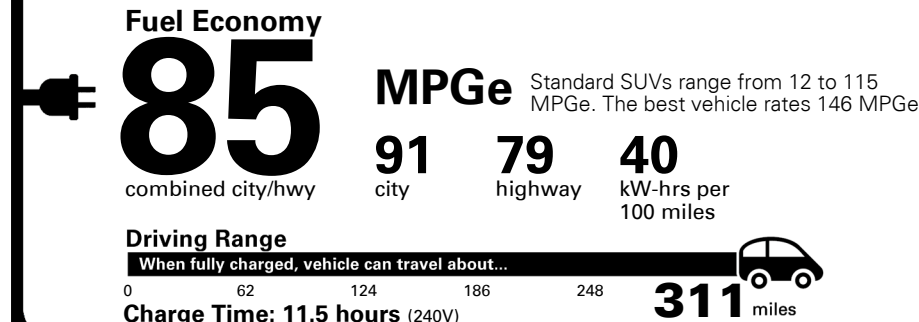 Fuel Economy
85
MPGe
Standard SUVs range from 12 to 115
MPGe. The best vehicle rates 146 MPGe
combined city/hwy
91
city
79
highway
40
kW-hrs per
100 miles
Driving Range
When fully charged, vehicle can travel about...
0 62 124 186 248 311 miles
Charge Time: 11.5 hours (240V)